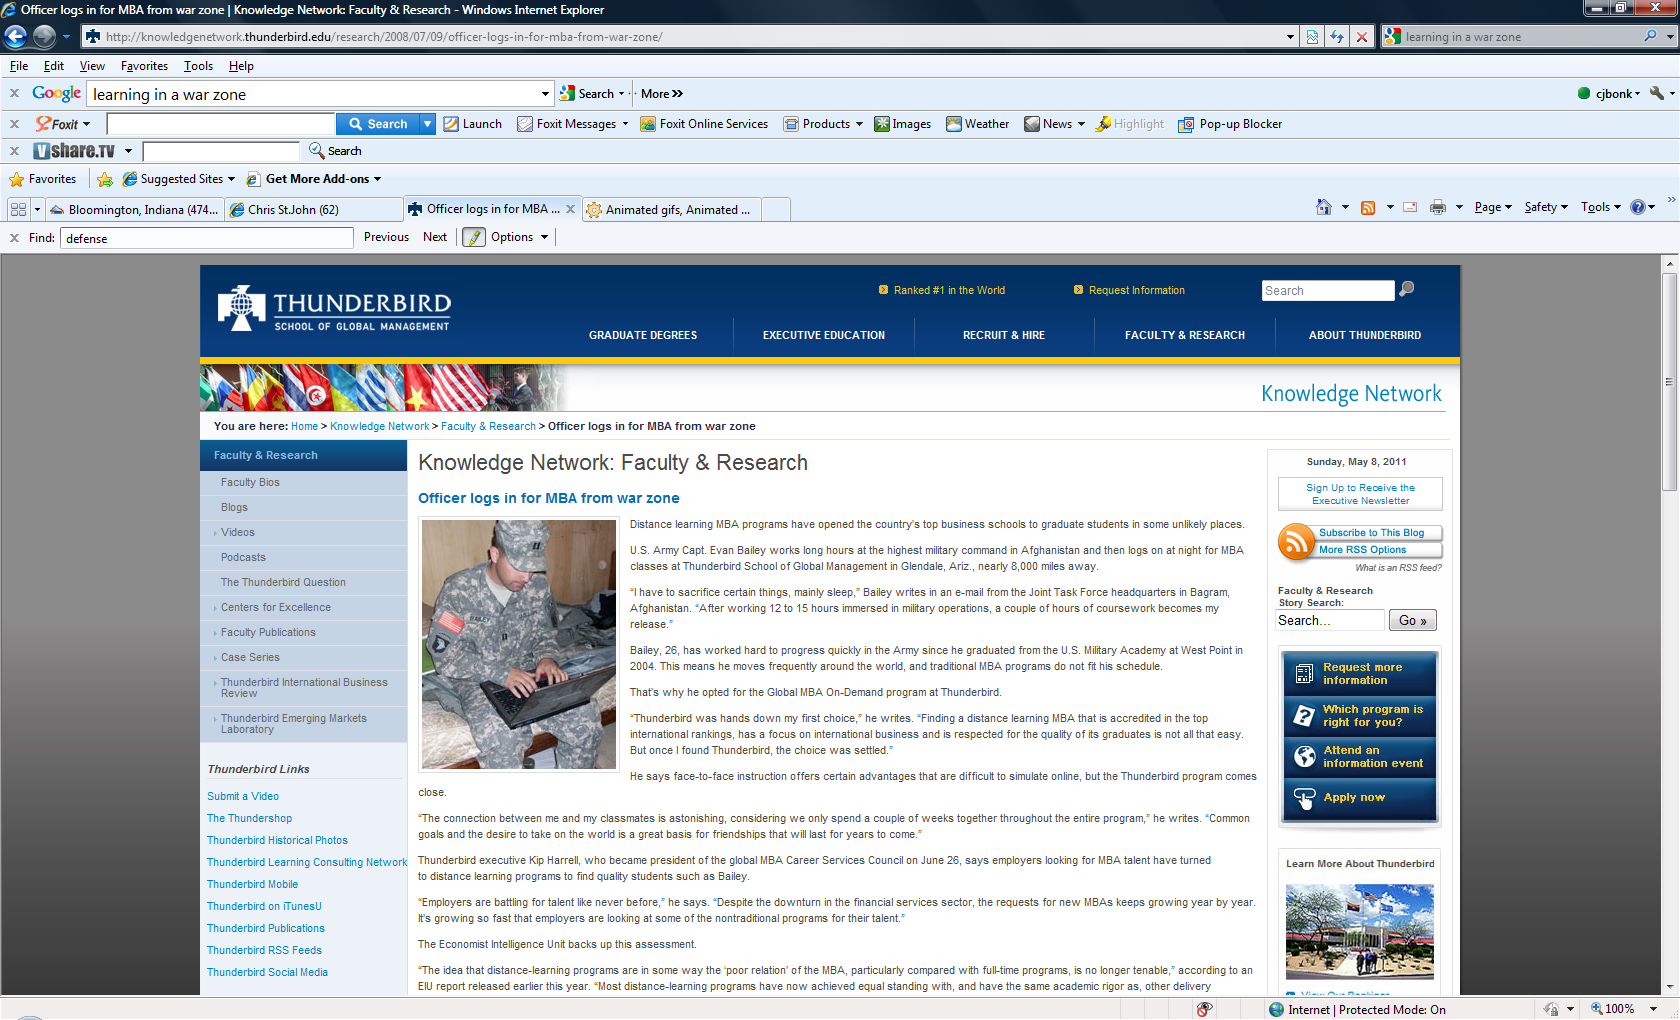 Officer logs in for MBA from war zone | Knowledge Network: Faculty & Research - Windows Internet Explorer
http://knowledgenetwork.thunderbird.edu/research/2008/07/09/officer-logs-in-for-mba-from-war-zone/
learning in a war zone
File Edit View Favorites Tools Help
x Google learning in a war zone Search More >> cjbonk
x Foxit Search Launch Foxit Messages Foxit Online Services Products Images Weather News Highlight Pop-up Blocker
x Vshare.TV Search
Favorites Suggested Sites Get More Add-ons
Bloomington, Indiana (474... Chris St.John (62) Officer logs in for MBA ... x Animated gifs, Animated ... Page Safety Tools
x Find: defense Previous Next Options
THUNDERBIRD
SCHOOL OF GLOBAL MANAGEMENT
Ranked #1 in the World Request Information Search
GRADUATE DEGREES EXECUTIVE EDUCATION RECRUIT & HIRE FACULTY & RESEARCH ABOUT THUNDERBIRD
Knowledge Network
You are here: Home > Knowledge Network > Faculty & Research > Officer logs in for MBA from war zone
Faculty & Research
Faculty Bios
Blogs
Videos
Podcasts
The Thunderbird Question
Centers for Excellence
Faculty Publications
Case Series
Thunderbird International Business
Review
Thunderbird Emerging Markets
Laboratory
Thunderbird Links
Submit a Video
The Thundershop
Thunderbird Historical Photos
Thunderbird Learning Consulting Network
Thunderbird Mobile
Thunderbird on iTunesU
Thunderbird Publications
Thunderbird RSS Feeds
Thunderbird Social Media
Knowledge Network: Faculty & Research
Officer logs in for MBA from war zone
BAILEY
Distance learning MBA programs have opened the country's top business schools to graduate students in some unlikely places.
U.S. Army Capt. Evan Bailey works long hours at the highest military command in Afghanistan and then logs on at night for MBA
classes at Thunderbird School of Global Management in Glendale, Ariz., nearly 8,000 miles away.
“I have to sacrifice certain things, mainly sleep,” Bailey writes in an e-mail from the Joint Task Force headquarters in Bagram,
Afghanistan. “After working 12 to 15 hours immersed in military operations, a couple of hours of coursework becomes my
release.”
Bailey, 26, has worked hard to progress quickly in the Army since he graduated from the U.S. Military Academy at West Point in
2004. This means he moves frequently around the world, and traditional MBA programs do not fit his schedule.
That's why he opted for the Global MBA On-Demand program at Thunderbird.
“Thunderbird was hands down my first choice,” he writes. “Finding a distance learning MBA that is accredited in the top
international rankings, has a focus on international business and is respected for the quality of its graduates is not all that easy.
But once I found Thunderbird, the choice was settled.”
He says face-to-face instruction offers certain advantages that are difficult to simulate online, but the Thunderbird program comes
close.
“The connection between me and my classmates is astonishing, considering we only spend a couple of weeks together throughout the entire program,” he writes. “Common
goals and the desire to take on the world is a great basis for friendships that will last for years to come.”
Thunderbird executive Kip Harrell, who became president of the global MBA Career Services Council on June 26, says employers looking for MBA talent have turned
to distance learning programs to find quality students such as Bailey.
“Employers are battling for talent like never before,” he says. “Despite the downturn in the financial services sector, the requests for new MBAs keeps growing year by year.
It's growing so fast that employers are looking at some of the nontraditional programs for their talent.”
The Economist Intelligence Unit backs up this assessment.
“The idea that distance-learning programs are in some way the ‘poor relation’ of the MBA, particularly compared with full-time programs, is no longer tenable,” according to an
EIU report released earlier this year. “Most distance-learning programs have now achieved equal standing with, and have the same academic rigor as, other delivery
Sunday, May 8, 2011
Sign Up to Receive the
Executive Newsletter
Subscribe to This Blog
More RSS Options
What is an RSS feed?
Faculty & Research
Story Search:
Search... Go »
Request more
information
Which program is
right for you?
Attend an
information event
Apply now
Learn More About Thunderbird
View Our Rankings
Internet | Protected Mode: On 100%